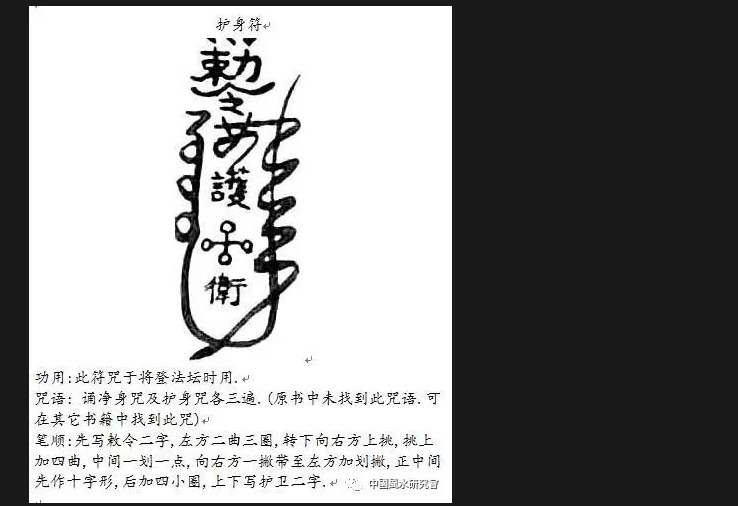 护身符
勅
令
護
衛
功用:此符咒于将登法坛时用.
咒语: 诵净身咒及护身咒各三遍.(原书中未找到此咒语.可
在其它书籍中找到此咒)
笔顺:先写敕令二字,左方二曲三圈,转下向右方上挑,挑上
加四曲,中间一划一点,向右方一撇带至左方加划撇,正中间
先作十字形,后加四小圈,上下写护卫二字.
中國風水研究會